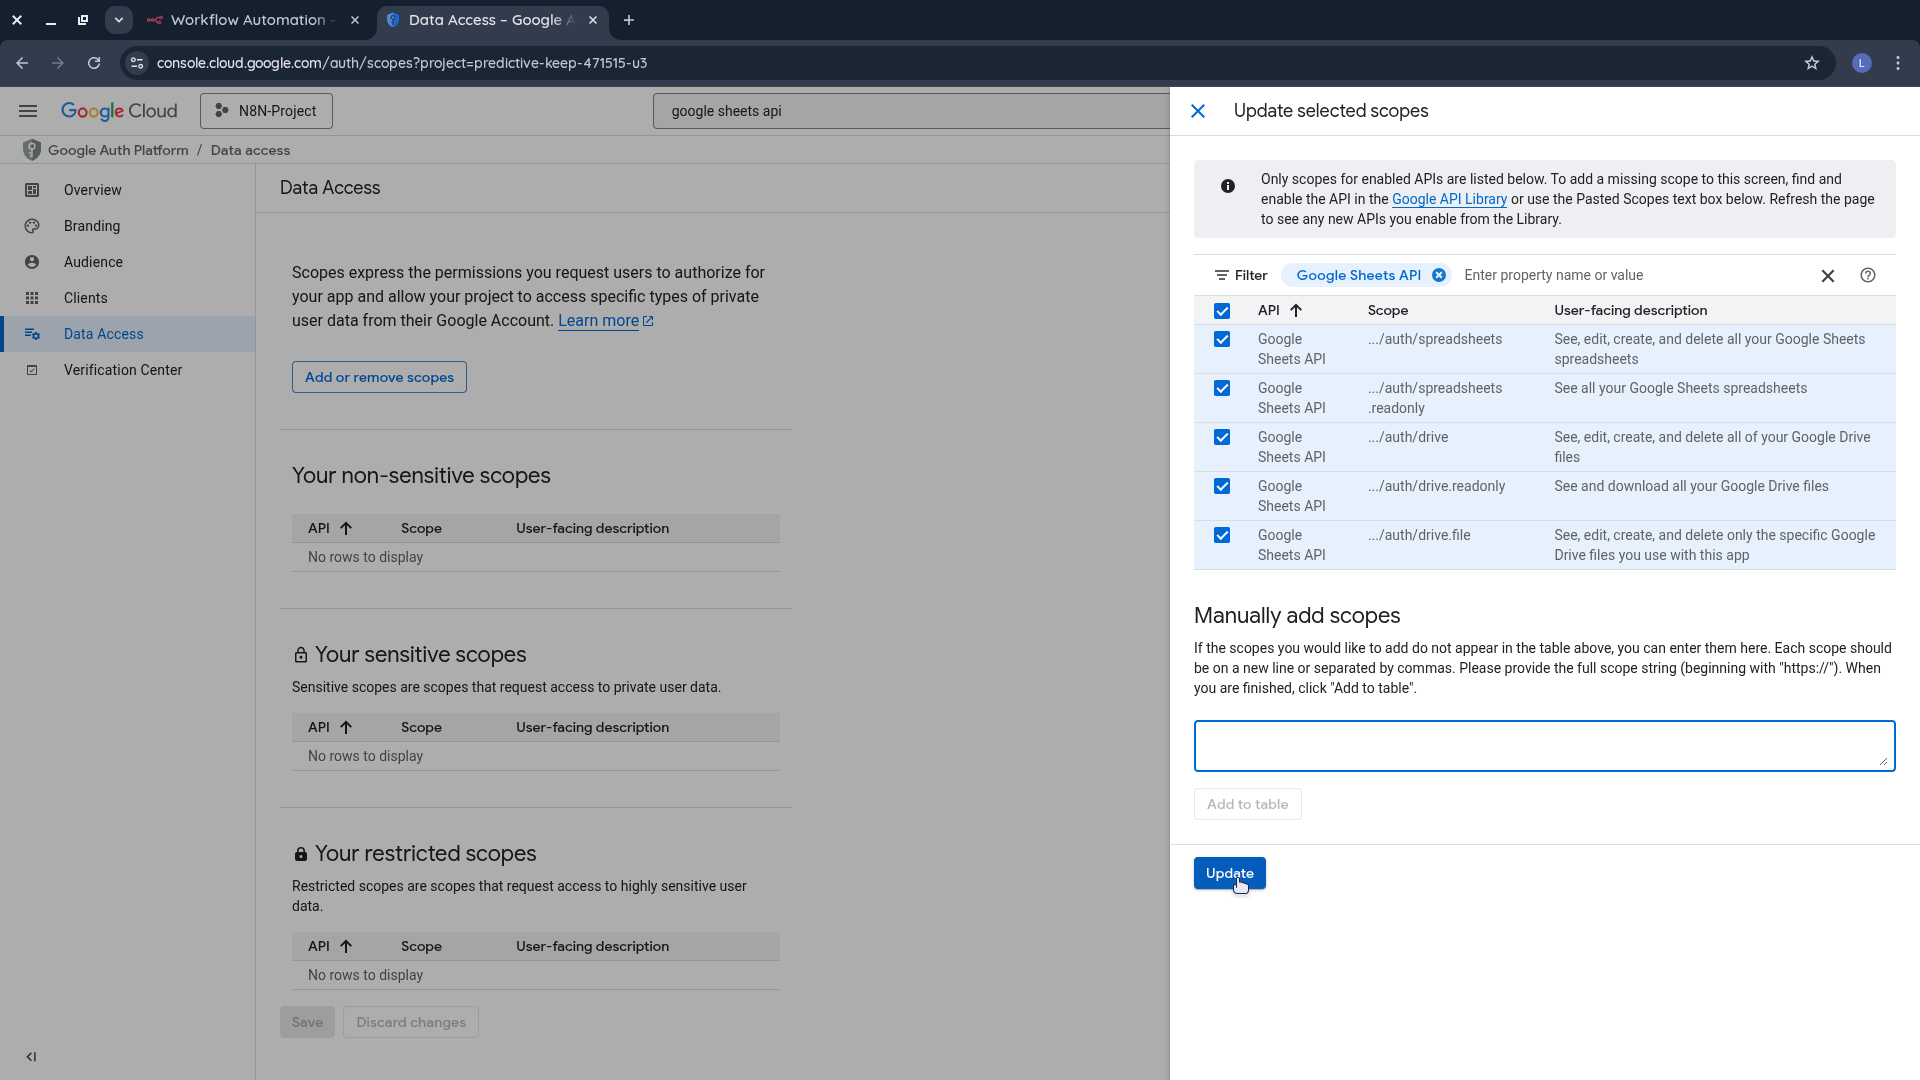 Workflow Automation -
Data Access – Google A
console.cloud.google.com/auth/scopes?project=predictive-keep-471515-u3
L
Google Cloud
N8N-Project
google sheets api
Google Auth Platform / Data access
Overview
Branding
Audience
Clients
Data Access
Verification Center
Data Access
Scopes express the permissions you request users to authorize for
your app and allow your project to access specific types of private
user data from their Google Account. Learn more
Add or remove scopes
Your non-sensitive scopes
API Scope User-facing description
No rows to display
Your sensitive scopes
Sensitive scopes are scopes that request access to private user data.
API Scope User-facing description
No rows to display
Your restricted scopes
Restricted scopes are scopes that request access to highly sensitive user
data.
API Scope User-facing description
No rows to display
Save Discard changes
Update selected scopes
Only scopes for enabled APIs are listed below. To add a missing scope to this screen, find and
enable the API in the Google API Library or use the Pasted Scopes text box below. Refresh the page
to see any new APIs you enable from the Library.
Filter Google Sheets API Enter property name or value
API Scope User-facing description
Google .../auth/spreadsheets See, edit, create, and delete all your Google Sheets
Sheets API spreadsheets
Google .../auth/spreadsheets See all your Google Sheets spreadsheets
Sheets API .readonly
Google .../auth/drive See, edit, create, and delete all of your Google Drive
Sheets API files
Google .../auth/drive.readonly See and download all your Google Drive files
Sheets API
Google .../auth/drive.file See, edit, create, and delete only the specific Google
Sheets API Drive files you use with this app
Manually add scopes
If the scopes you would like to add do not appear in the table above, you can enter them here. Each scope should
be on a new line or separated by commas. Please provide the full scope string (beginning with "https://"). When
you are finished, click "Add to table".
Add to table
Update